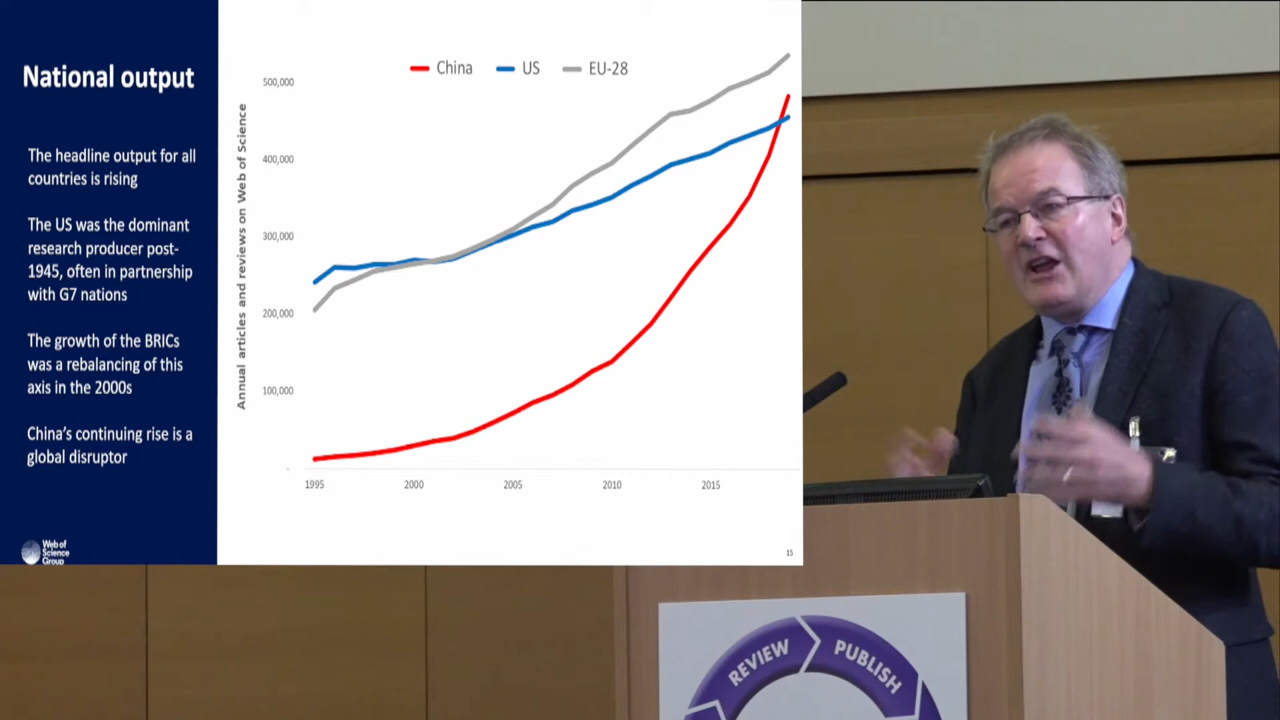 National output
The headline output for all
countries is rising
The US was the dominant
research producer post-
1945, often in partnership
with G7 nations
The growth of the BRICs
was a rebalancing of this
axis in the 2000s
China's continuing rise is a
global disruptor
Web of
Science
Group
China US EU-28
Annual articles and reviews on Web of Science
500,000
400,000
300,000
200,000
100,000
-
1995 2000 2005 2010 2015
15
REVIEW
PUBLISH